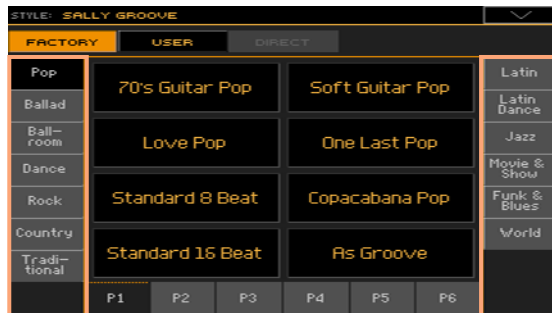 STYLE: SALLY GROOVE
FACTORY
USER
DIRECT
Pop
Ballad
Ball-
room
Dance
Rock
Country
Tradi-
tional
70's Guitar Pop
Soft Guitar Pop
Love Pop
One Last Pop
Standard 8 Beat
Copacabana Pop
Standard 16 Beat
As Groove
Latin
Latin
Dance
Jazz
Movie &
Show
Funk &
Blues
World
P1
P2
P3
P4
P5
P6